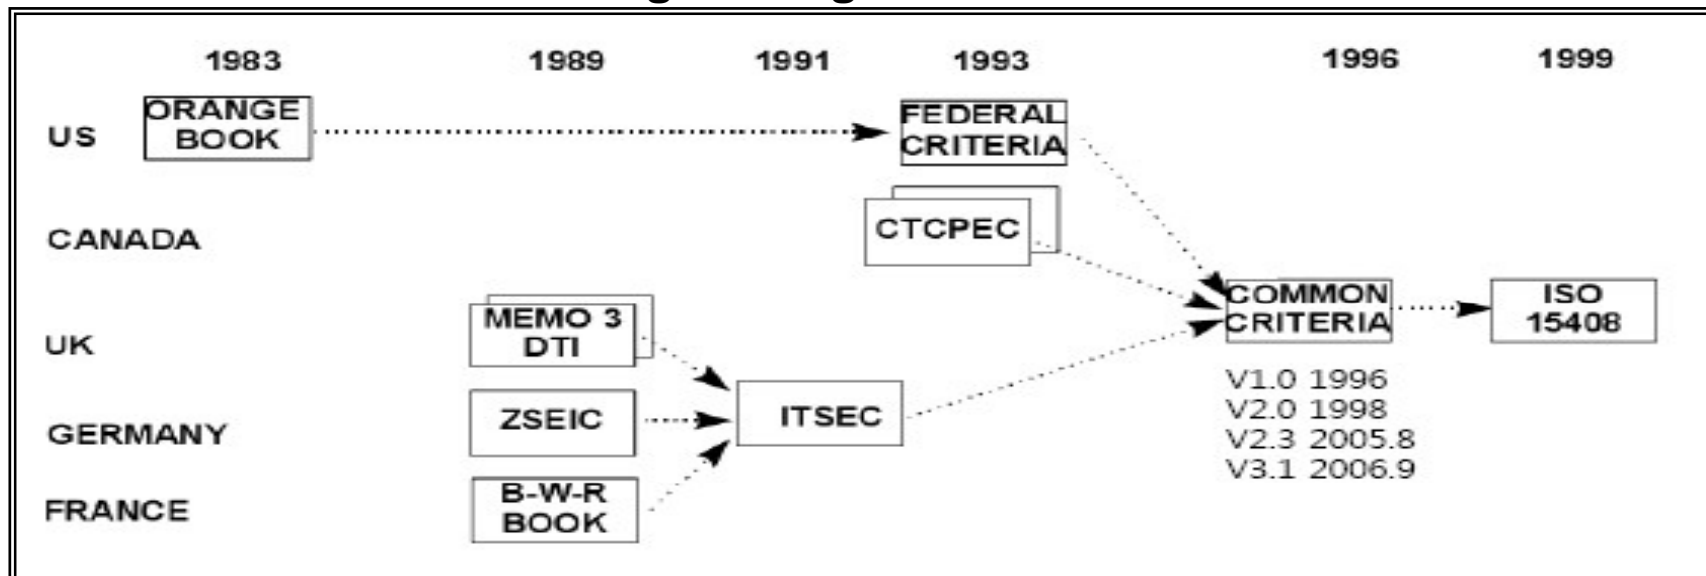 1983 1989 1991 1993 1996 1999
US
ORANGE
BOOK
FEDERAL
CRITERIA
CANADA
CTCPEC
COMMON
CRITERIA
ISO
15408
UK
MEMO 3
DTI
V1.0 1996
V2.0 1998
V2.3 2005.8
V3.1 2006.9
ITSEC
GERMANY
ZSEIC
FRANCE
B-W-R
BOOK